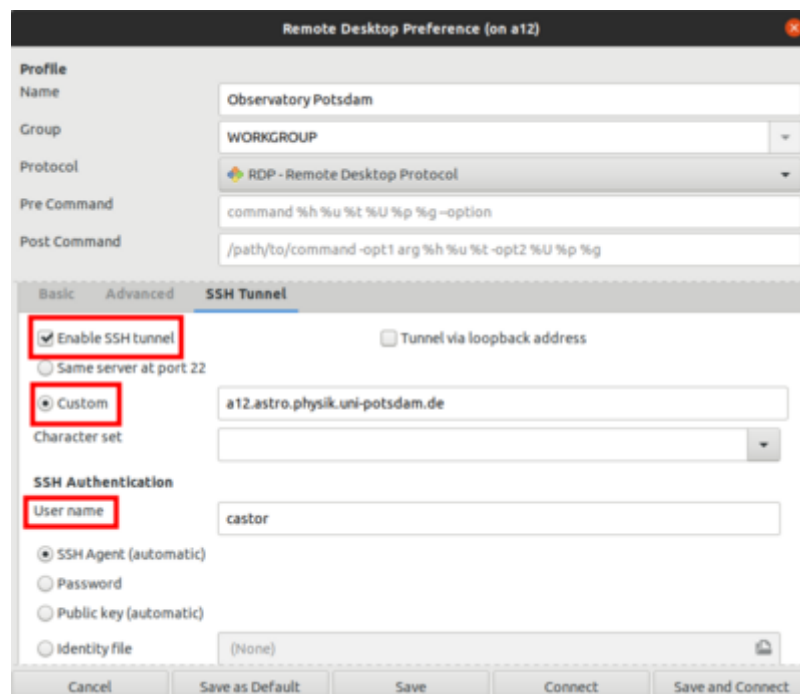 Remote Desktop Preference (on a12)
Profile
Name
Observatory Potsdam
Group
WORKGROUP
Protocol
RDP - Remote Desktop Protocol
Pre Command
command %h %u %t %U %p %g --option
Post Command
/path/to/command -opt1 arg %h %u %t -opt2 %U %p %g
Basic Advanced SSH Tunnel
Enable SSH tunnel Tunnel via loopback address
Same server at port 22
Custom a12.astro.physik.uni-potsdam.de
Character set
SSH Authentication
User name
castor
SSH Agent (automatic)
Password
Public key (automatic)
Identity file (None)
Cancel Save as Default Save Connect Save and Connect